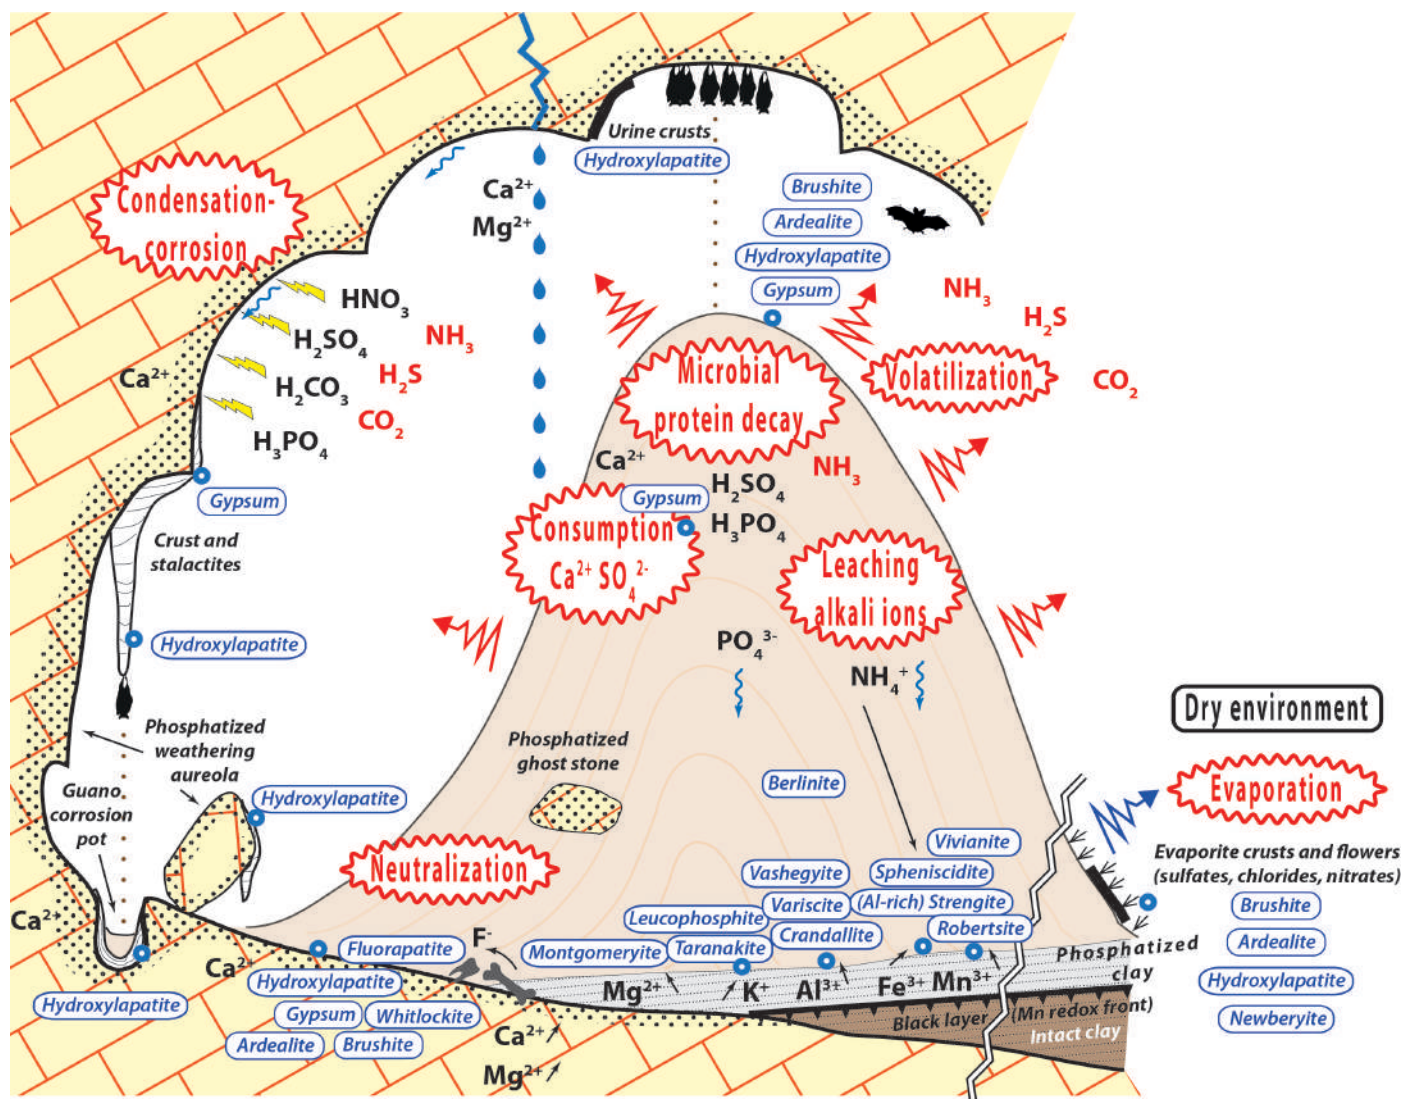 Urine crusts
Hydroxylapatite
Condensation-
corrosion
Ca²⁺
Mg²⁺
Brushite
Ardealite
Hydroxylapatite
Gypsum
NH₃
H₂S
Volatilization
CO₂
HNO₃
H₂SO₄
H₂CO₃
H₃PO₄
NH₃
H₂S
CO₂
Ca²⁺
Gypsum
Crust and
stalactites
Hydroxylapatite
Microbial
protein decay
Ca²⁺
NH₃
H₂SO₄
H₃PO₄
Gypsum
Consumption
Ca²⁺ SO₄²⁻
Leaching
alkali ions
PO₄³⁻
NH₄⁺
Phosphatized
weathering
aureola
Guano
corrosion
pot
Hydroxylapatite
Phosphatized
ghost stone
Berlinite
Neutralization
Dry environment
Evaporation
Evaporite crusts and flowers
(sulfates, chlorides, nitrates)
Brushite
Ardealite
Hydroxylapatite
Newberyite
Vivianite
Vashegyite
Spheniscidite
Variscite
(Al-rich) Strengite
Leucophosphite
Crandallite
Robertsite
Montgomeryite
Taranakite
Ca²⁺
Ca²⁺
Fluorapatite
F⁻
Hydroxylapatite
Hydroxylapatite
Gypsum
Whitlockite
Ardealite
Brushite
Ca²⁺
Mg²⁺
Mg²⁺
K⁺
Al³⁺
Fe³⁺
Mn³⁺
Phosphatized
clay
Black layer (Mn redox front)
Intact clay